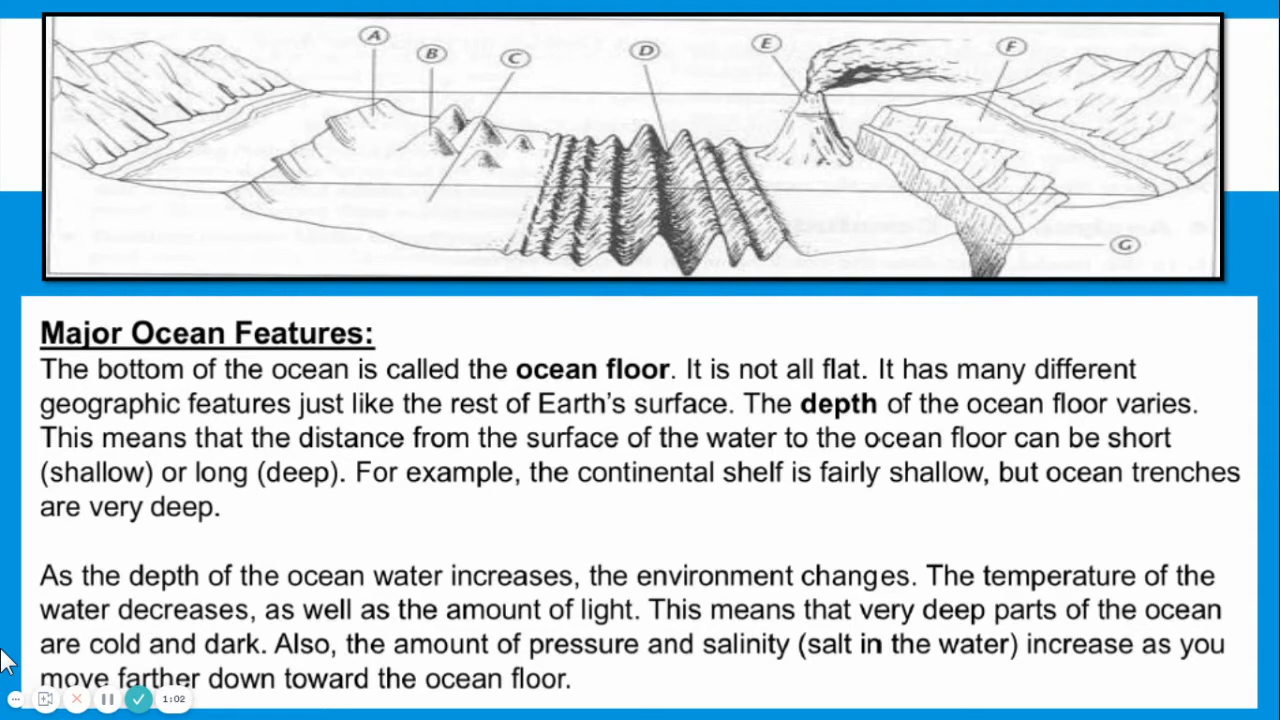 A
B
C
D
E
F
G
Major Ocean Features:
The bottom of the ocean is called the ocean floor. It is not all flat. It has many different
geographic features just like the rest of Earth's surface. The depth of the ocean floor varies.
This means that the distance from the surface of the water to the ocean floor can be short
(shallow) or long (deep). For example, the continental shelf is fairly shallow, but ocean trenches
are very deep.
As the depth of the ocean water increases, the environment changes. The temperature of the
water decreases, as well as the amount of light. This means that very deep parts of the ocean
are cold and dark. Also, the amount of pressure and salinity (salt in the water) increase as you
move farther down toward the ocean floor.
1:02